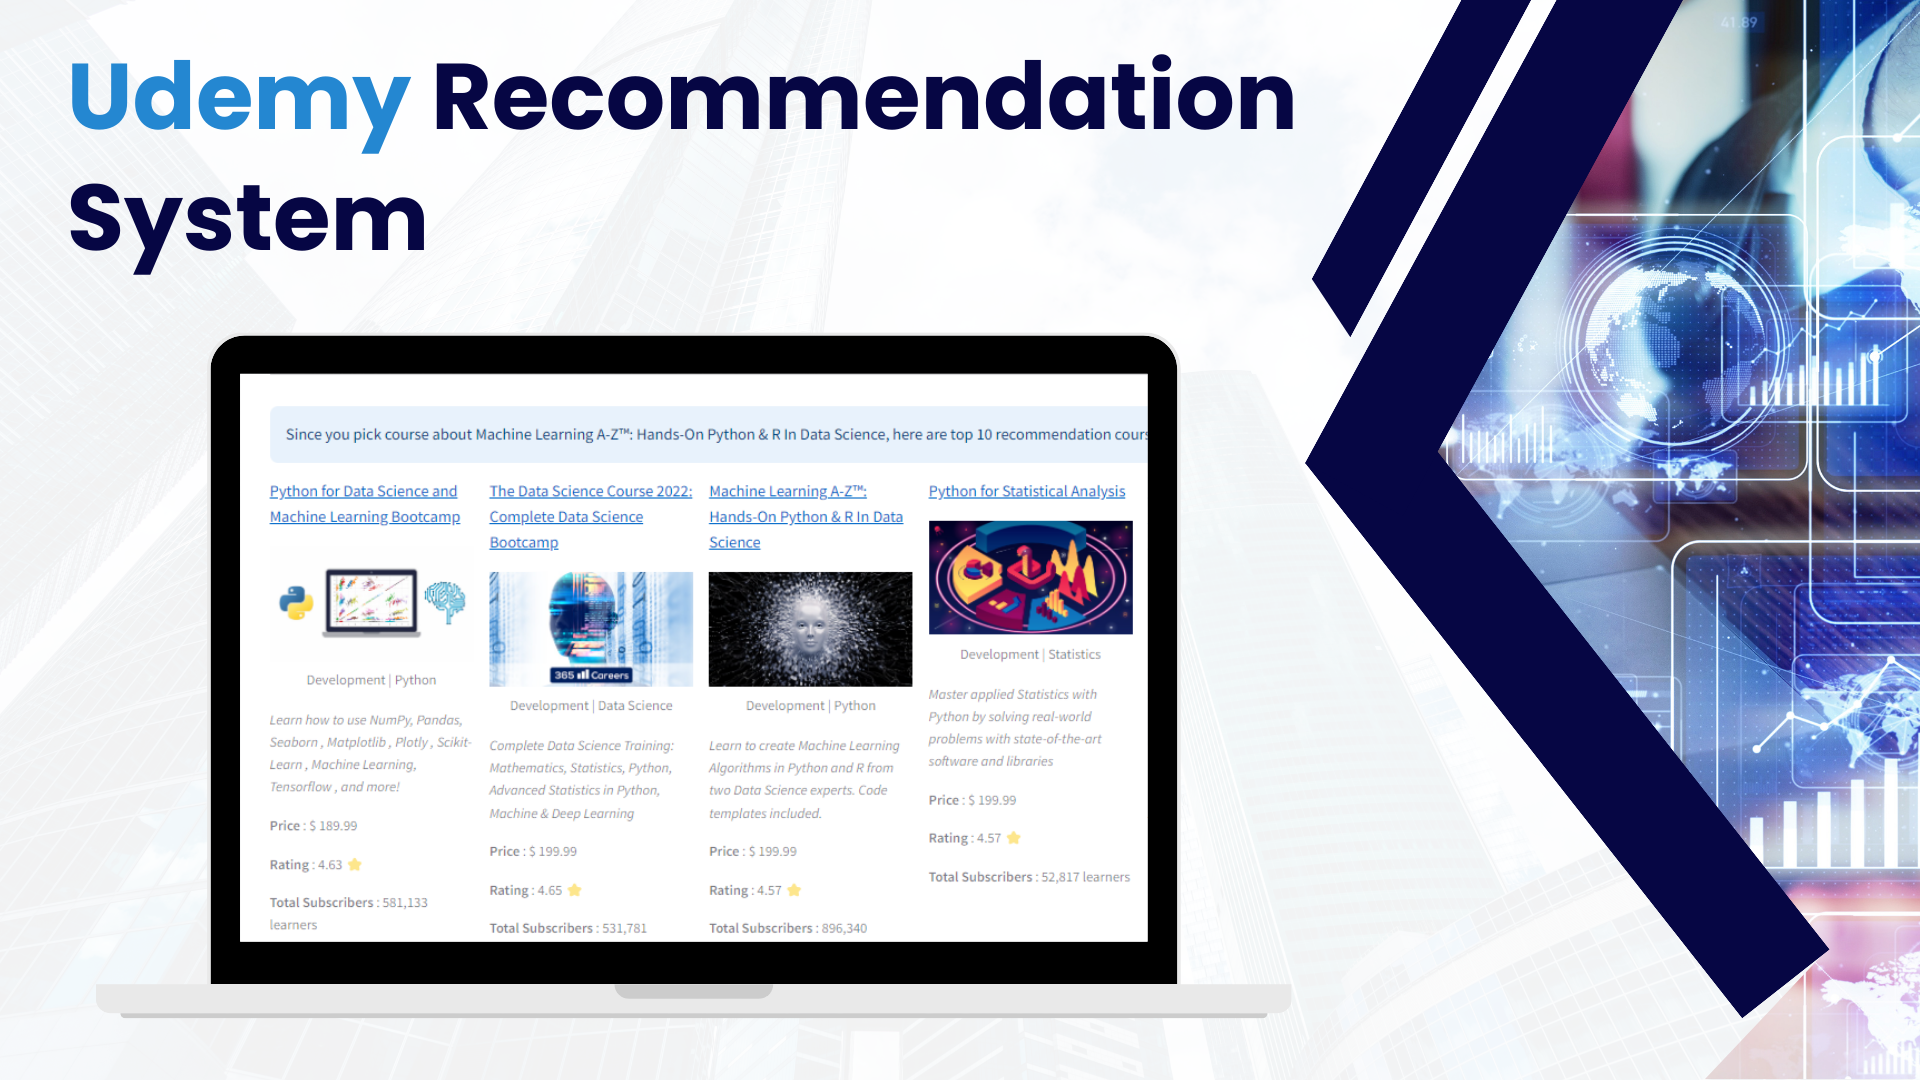 41.89
Udemy Recommendation
System
Since you pick course about Machine Learning A-Z™: Hands-On Python & R In Data Science, here are top 10 recommendation cours
Python for Data Science and
Machine Learning Bootcamp
Development | Python
Learn how to use NumPy, Pandas,
Seaborn , Matplotlib , Plotly , Scikit-
Learn , Machine Learning,
Tensorflow , and more!
Price : $ 189.99
Rating : 4.63
Total Subscribers : 581,133
learners
The Data Science Course 2022:
Complete Data Science
Bootcamp
365 Careers
Development | Data Science
Complete Data Science Training:
Mathematics, Statistics, Python,
Advanced Statistics in Python,
Machine & Deep Learning
Price : $ 199.99
Rating : 4.65
Total Subscribers : 531,781
Machine Learning A-Z™:
Hands-On Python & R In Data
Science
Development | Python
Learn to create Machine Learning
Algorithms in Python and R from
two Data Science experts. Code
templates included.
Price : $ 199.99
Rating : 4.57
Total Subscribers : 896,340
Python for Statistical Analysis
Development | Statistics
Master applied Statistics with
Python by solving real-world
problems with state-of-the-art
software and libraries
Price : $ 199.99
Rating : 4.57
Total Subscribers : 52,817 learners